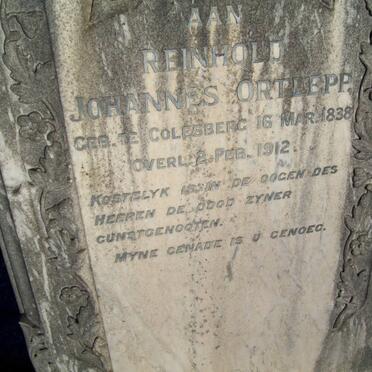 AAN
REINHOLD
JOHANNES ORTLEPP
GEB. TE COLESBERG 16 MAR. 1838
OVERL. 2 FEB. 1912.
KOSTELYK IS IN DE OOGEN DES
HEEREN DE DOOD ZYNER
GUNSTGENOOTEN.
MYNE GENADE IS U GENOEG.